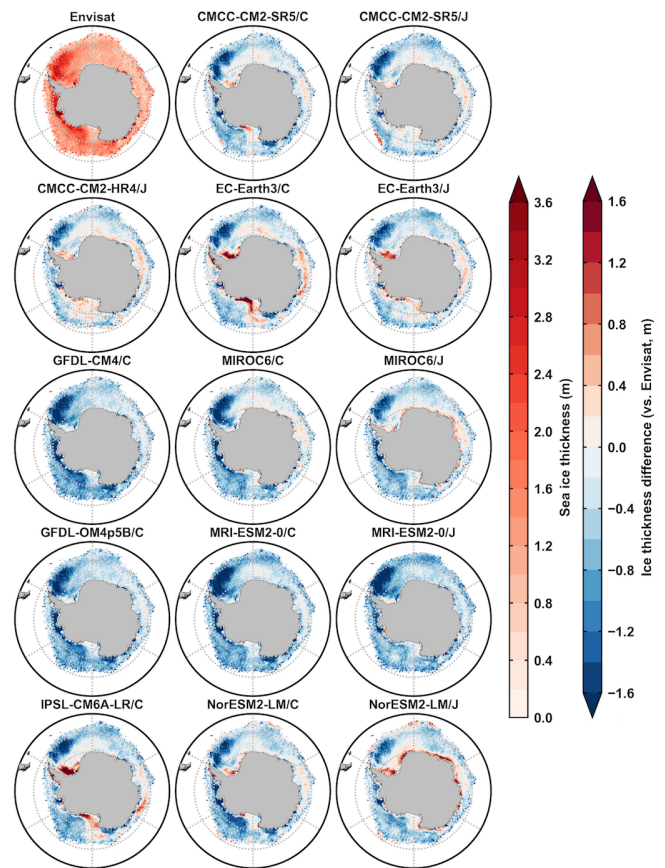 Envisat
CMCC-CM2-SR5/C
CMCC-CM2-SR5/J
CMCC-CM2-HR4/J
EC-Earth3/C
EC-Earth3/J
GFDL-CM4/C
MIROC6/C
MIROC6/J
GFDL-OM4p5B/C
MRI-ESM2-0/C
MRI-ESM2-0/J
IPSL-CM6A-LR/C
NorESM2-LM/C
NorESM2-LM/J
3.6
3.2
2.8
2.4
2.0
1.6
1.2
0.8
0.4
0.0
Sea ice thickness (m)
1.6
1.2
0.8
0.4
0.0
−0.4
−0.8
−1.2
−1.6
Ice thickness difference (vs. Envisat, m)